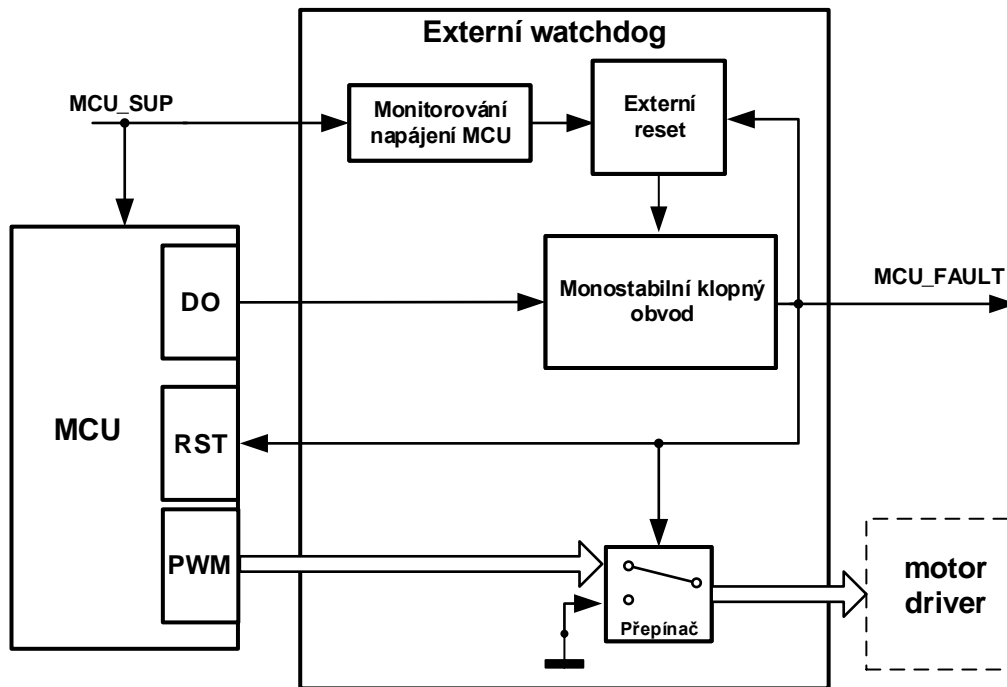 Externí watchdog
MCU_SUP
Monitorování
napájení MCU
Externí
reset
DO
Monostabilní klopný
obvod
MCU_FAULT
MCU
RST
PWM
Přepínač
motor
driver